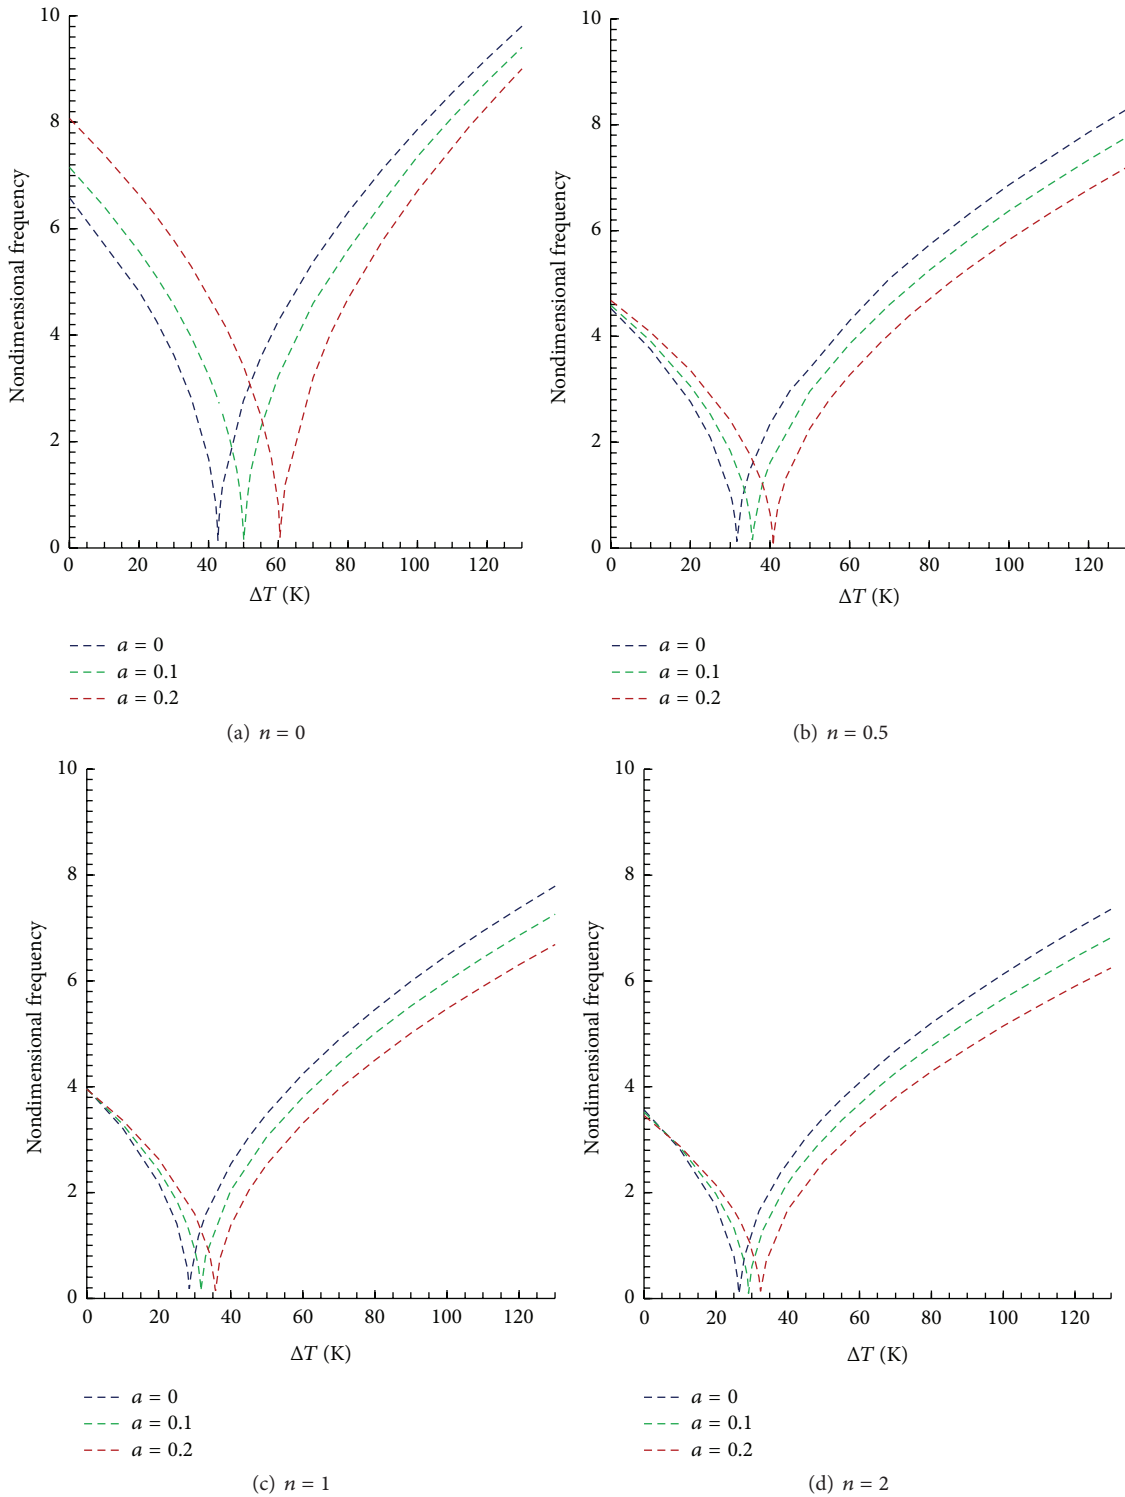 10
8
6
4
2
0
Nondimensional frequency
0 20 40 60 80 100 120
ΔT (K)
a = 0
a = 0.1
a = 0.2
(a) n = 0
10
8
6
4
2
0
Nondimensional frequency
0 20 40 60 80 100 120
ΔT (K)
a = 0
a = 0.1
a = 0.2
(b) n = 0.5
10
8
6
4
2
0
Nondimensional frequency
0 20 40 60 80 100 120
ΔT (K)
a = 0
a = 0.1
a = 0.2
(c) n = 1
10
8
6
4
2
0
Nondimensional frequency
0 20 40 60 80 100 120
ΔT (K)
a = 0
a = 0.1
a = 0.2
(d) n = 2